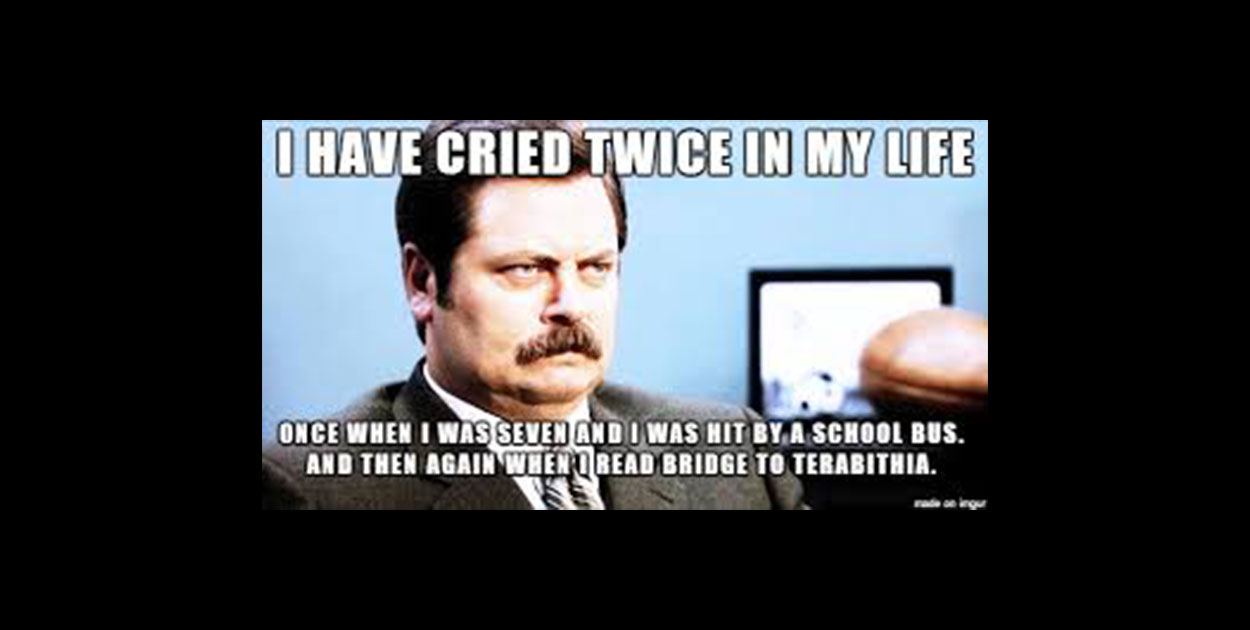 I HAVE CRIED TWICE IN MY LIFE
ONCE WHEN I WAS SEVEN AND I WAS HIT BY A SCHOOL BUS.
AND THEN AGAIN WHEN I READ BRIDGE TO TERABITHIA.
made on imgur